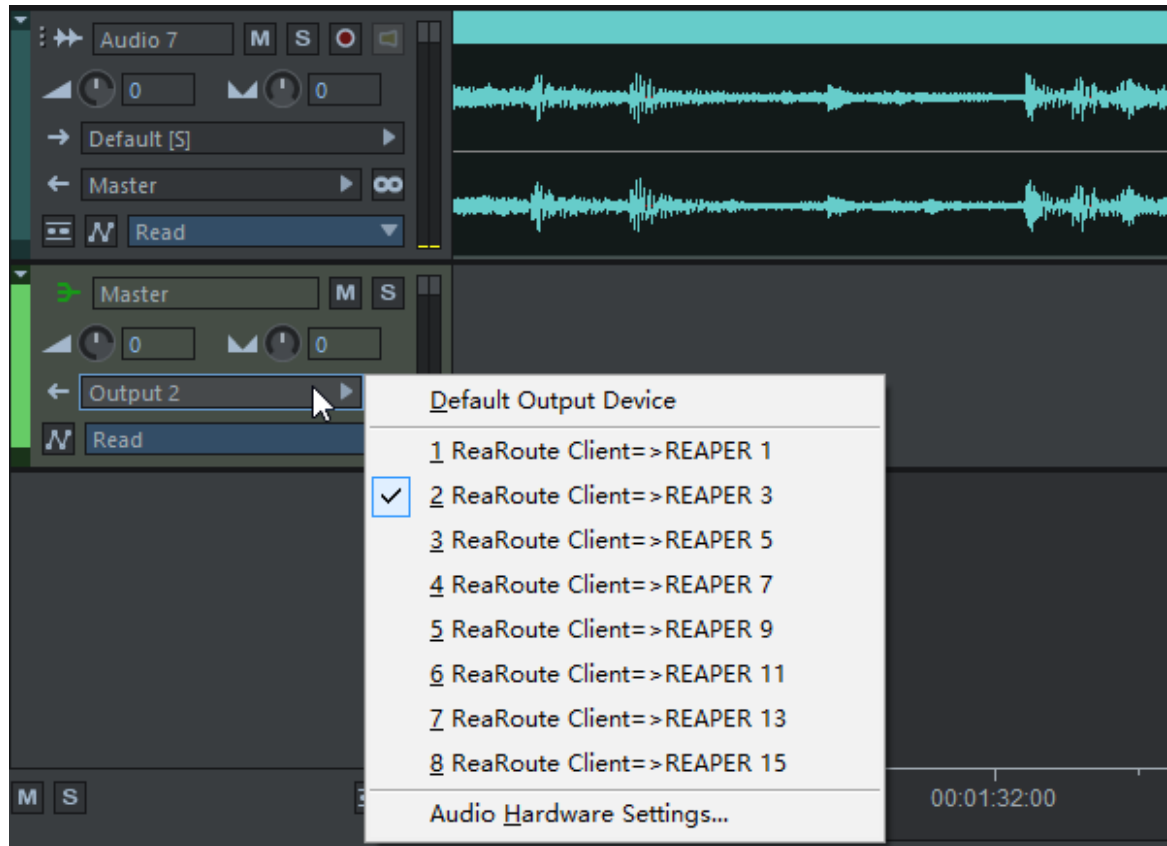 Audio 7 M S
0 0
Default [S]
Master
Read
Master M S
0 0
Output 2
Read
Default Output Device
1 ReaRoute Client=>REAPER 1
2 ReaRoute Client=>REAPER 3
3 ReaRoute Client=>REAPER 5
4 ReaRoute Client=>REAPER 7
5 ReaRoute Client=>REAPER 9
6 ReaRoute Client=>REAPER 11
7 ReaRoute Client=>REAPER 13
8 ReaRoute Client=>REAPER 15
Audio Hardware Settings...
M S
00:01:32:00